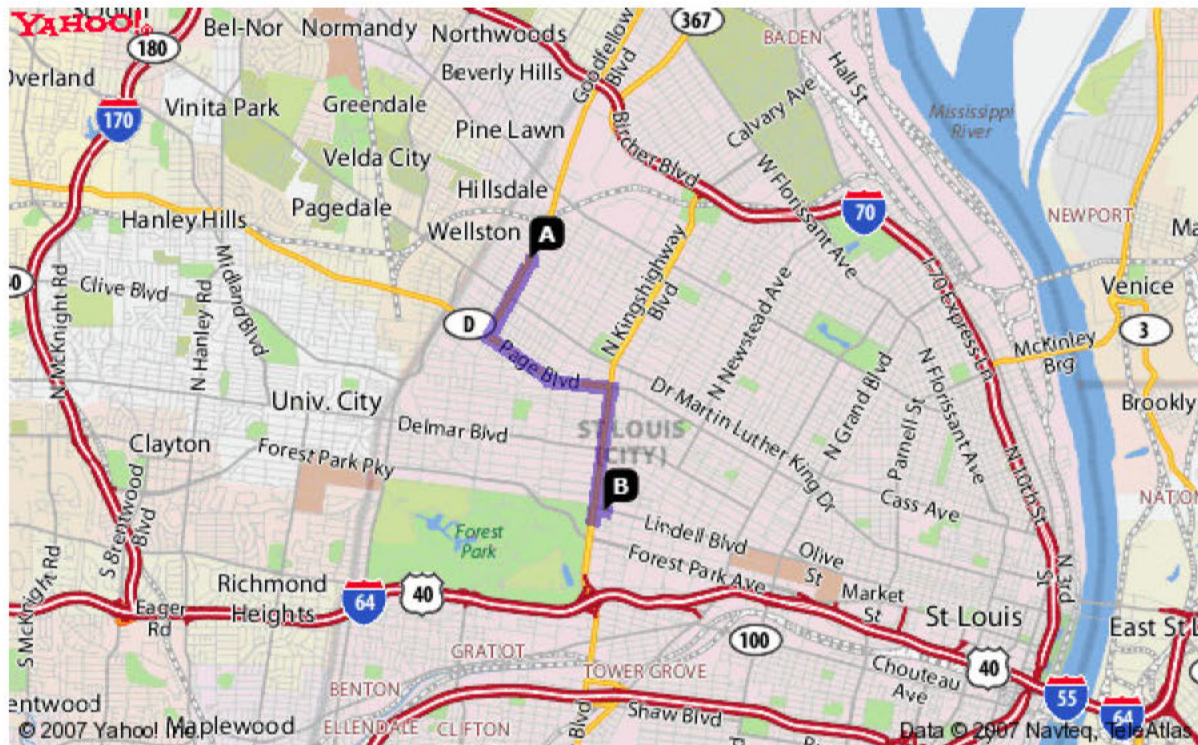 YAHOO!
180
Bel-Nor
Normandy
Northwoods
367
BADEN
Overland
Beverly Hills
Goodfellow
Blvd
Hall St
170
Vinita Park
Greendale
Pine Lawn
Calvary Ave
Mississippi
River
Velda City
Bircher Blvd
W Florissant Ave
Hillsdale
Pagedale
70
NEWPORT
Hanley Hills
Wellston
A
Midland Blvd
N Kingshighway
Blvd
I-70 Express Ln
Venice
Clive Blvd
N Hanley Rd
N McKnight Rd
D
N Newstead Ave
McKinley
Brg
3
Page Blvd
N Florissant Ave
N Grand Blvd
Dr Martin Luther King Dr
Parnell St
Brooklyn
Univ. City
Delmar Blvd
ST LOUIS
(CITY)
Clayton
Forest Park Pky
N 10th St
B
Cass Ave
S Brentwood
Blvd
Forest
Park
Lindell Blvd
Olive
St
Forest Park Ave
Market
St
N 3rd
St
S McKnight Rd
Richmond
Heights
64
40
Eager
Rd
St Louis
100
East St L
GRATIOT
40
TOWER GROVE
Chouteau
Ave
BENTON
55
64
Blvd
Shaw Blvd
Maplewood
ELLENDALE
CLIFTON
© 2007 Yahoo! Inc.
Data © 2007 Navteq, TeleAtlas